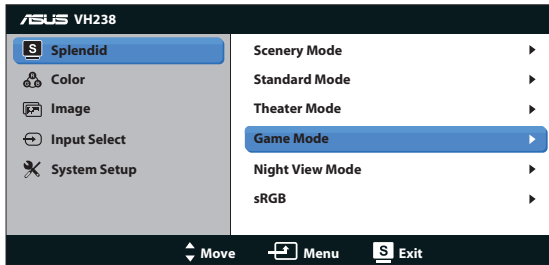 ASUS VH238
S Splendid
Color
Image
Input Select
System Setup
Scenery Mode
Standard Mode
Theater Mode
Game Mode
Night View Mode
sRGB
Move Menu S Exit